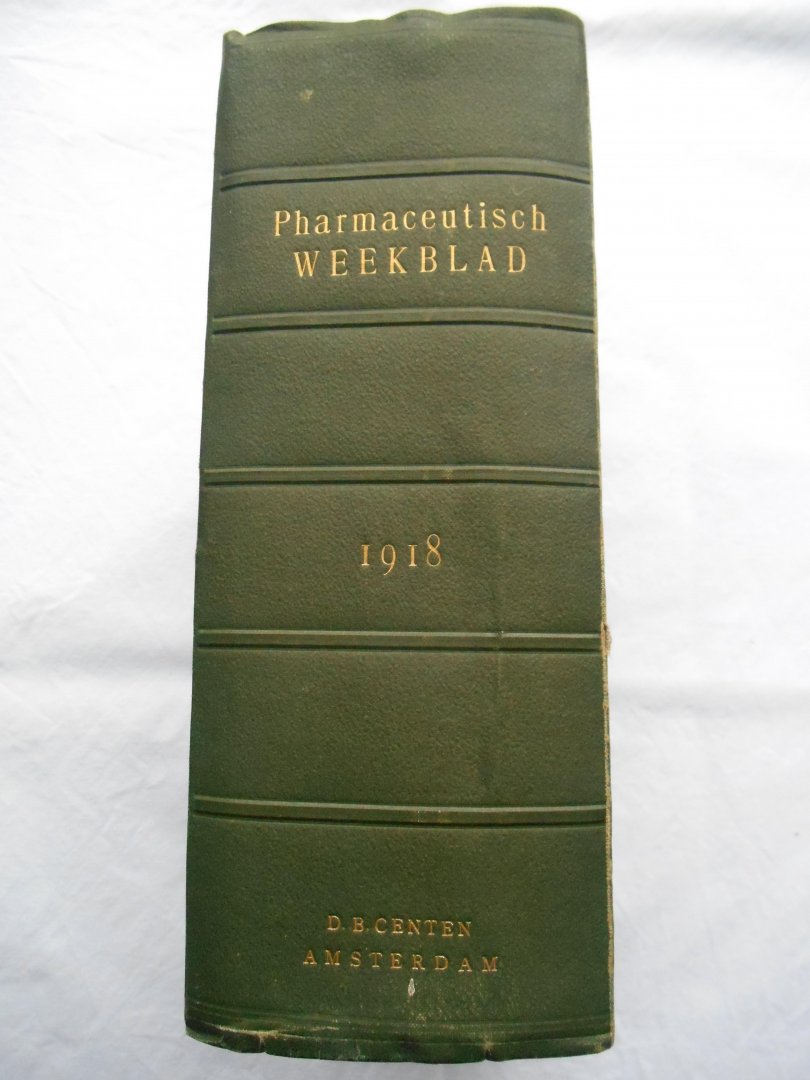 Pharmaceutisch
WEEKBLAD
1918
D.B.CENTEN
AMSTERDAM